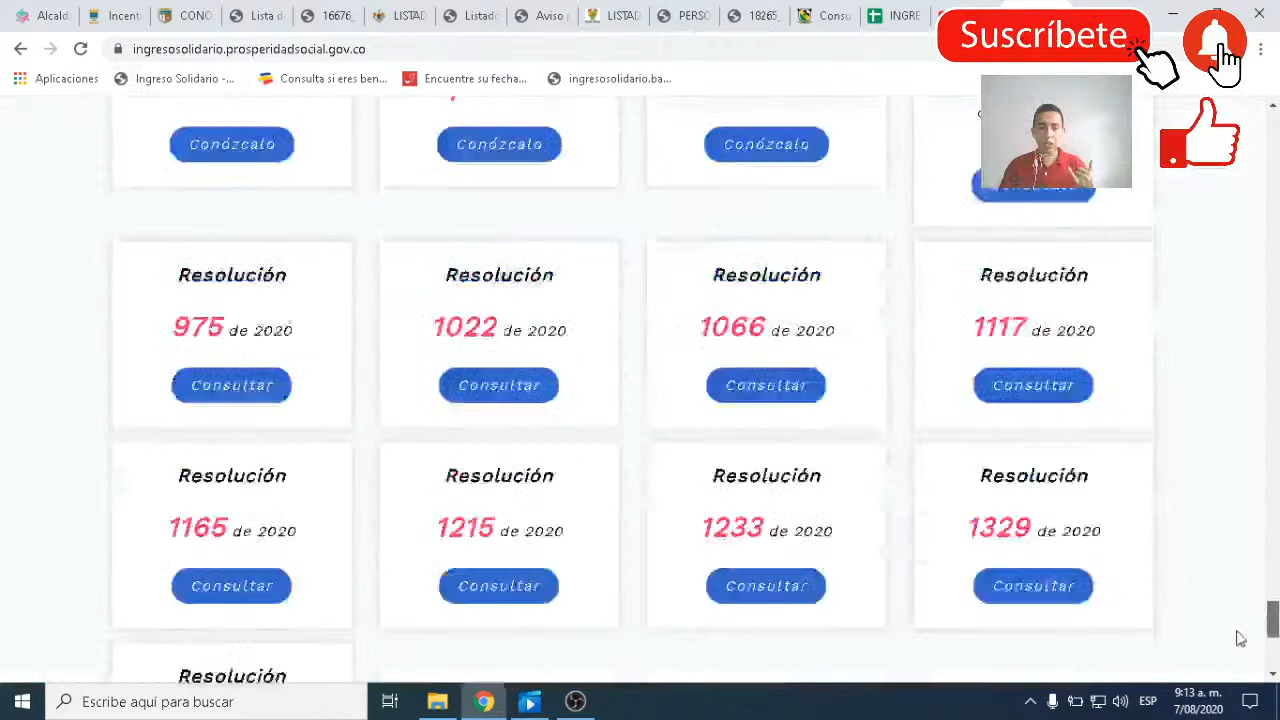 Alcald
Incenti
CONO
Listad
16676_
LISTAD
Listado
Aviso
LISTAD
PERSO
18265_
Consu
INGRE
Suscríbete
ingresosolidario.prosperidadsocial.gov.co
Aplicaciones
Ingreso Solidario -...
Consulta si eres ben...
Encuentre su fecha...
ingresosolidario.ba...
Conózcalo
Conózcalo
Conózcalo
Resolución
Resolución
Resolución
Resolución
975 de 2020
1022 de 2020
1066 de 2020
1117 de 2020
Consultar
Consultar
Consultar
Consultar
Resolución
Resolución
Resolución
Resolución
1165 de 2020
1215 de 2020
1233 de 2020
1329 de 2020
Consultar
Consultar
Consultar
Consultar
Resolución
Escribe aquí para buscar
ESP
9:13 a. m.
7/08/2020